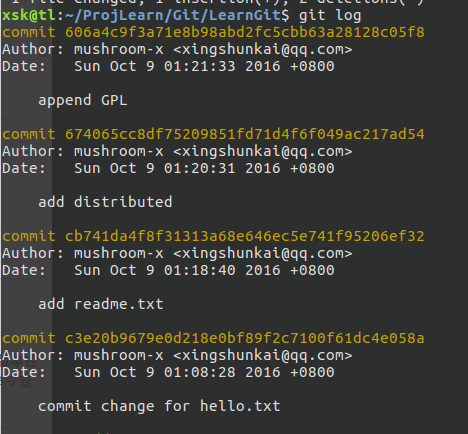 xsk@tl:~/ProjLearn/Git/LearnGit$ git log
commit 606a4c9f3a71e8b98abd2fc5cbb63a28128c05f8
Author: mushroom-x <xingshunkai@qq.com>
Date:   Sun Oct 9 01:21:33 2016 +0800
append GPL
commit 674065cc8df75209851fd71d4f6f049ac217ad54
Author: mushroom-x <xingshunkai@qq.com>
Date:   Sun Oct 9 01:20:31 2016 +0800
add distributed
commit cb741da4f8f31313a68e646ec5e741f95206ef32
Author: mushroom-x <xingshunkai@qq.com>
Date:   Sun Oct 9 01:18:40 2016 +0800
add readme.txt
commit c3e20b9679e0d218e0bf89f2c7100f61dc4e058a
Author: mushroom-x <xingshunkai@qq.com>
Date:   Sun Oct 9 01:08:28 2016 +0800
commit change for hello.txt